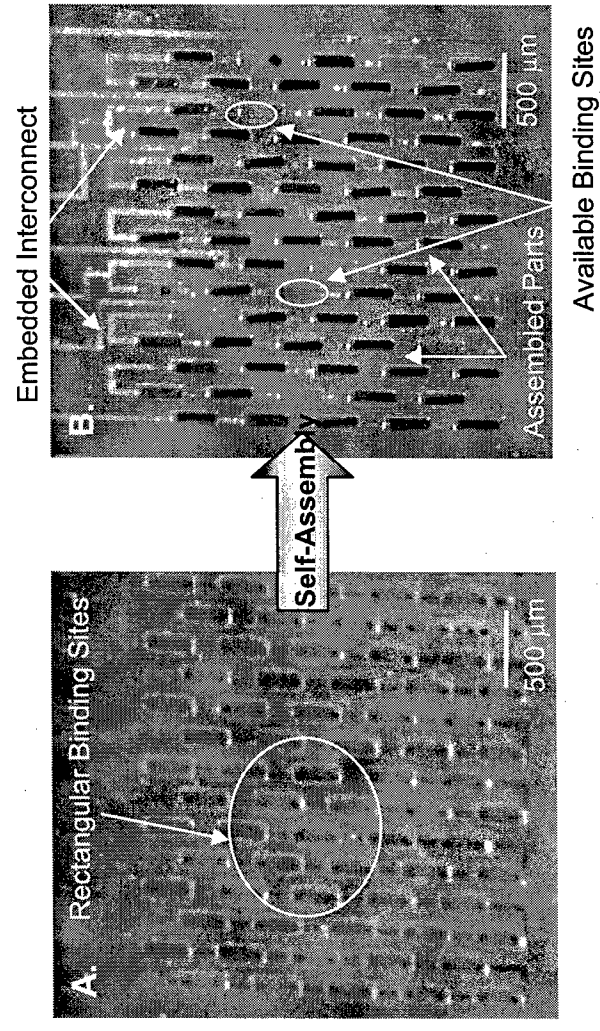 A.
Rectangular Binding Sites
500 µm
Self-Assembly
B.
Embedded Interconnect
Assembled Parts
500 µm
Available Binding Sites